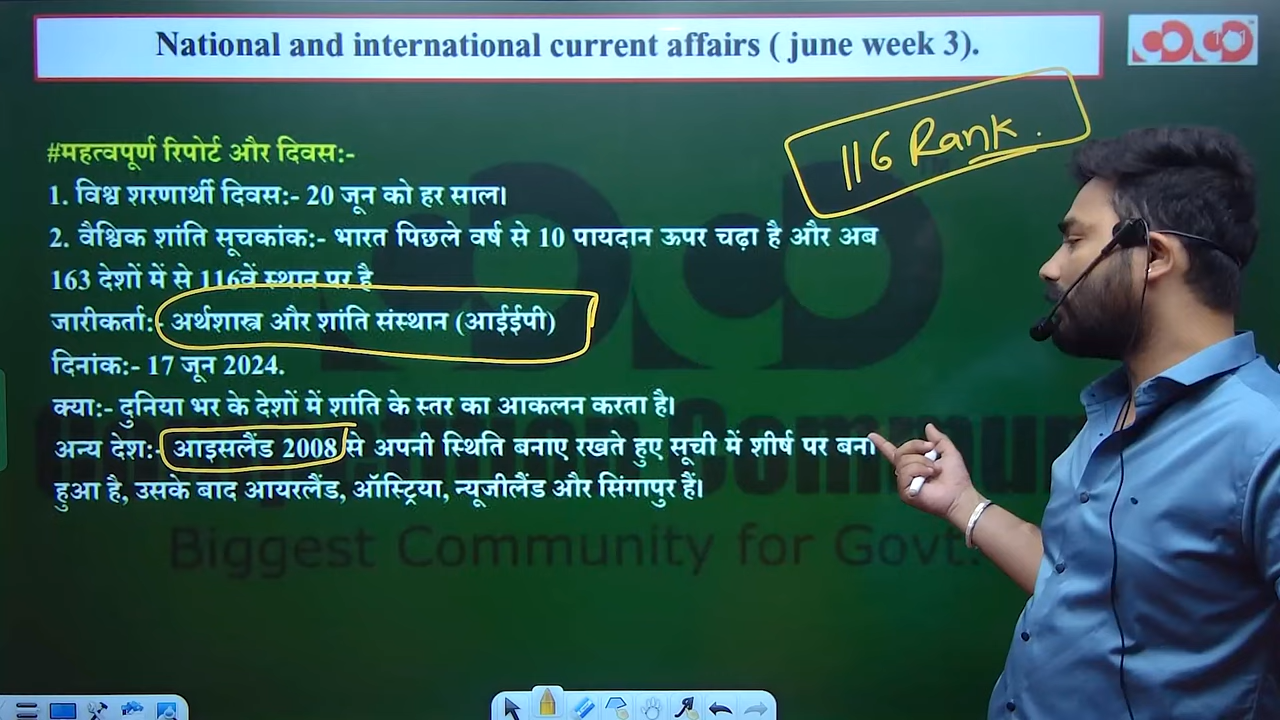 National and international current affairs ( june week 3).
116 Rank.
#महत्वपूर्ण रिपोर्ट और दिवस:-
1. विश्व शरणार्थी दिवस:- 20 जून को हर साल।
2. वैश्विक शांति सूचकांक:- भारत पिछले वर्ष से 10 पायदान ऊपर चढ़ा है और अब
163 देशों में से 116वें स्थान पर है
जारीकर्ता:- अर्थशास्त्र और शांति संस्थान (आईईपी)
दिनांक:- 17 जून 2024.
क्या:- दुनिया भर के देशों में शांति के स्तर का आकलन करता है।
अन्य देश:- आइसलैंड 2008 से अपनी स्थिति बनाए रखते हुए सूची में शीर्ष पर बना
हुआ है, उसके बाद आयरलैंड, ऑस्ट्रिया, न्यूजीलैंड और सिंगापुर हैं।
Biggest Community for Govt.